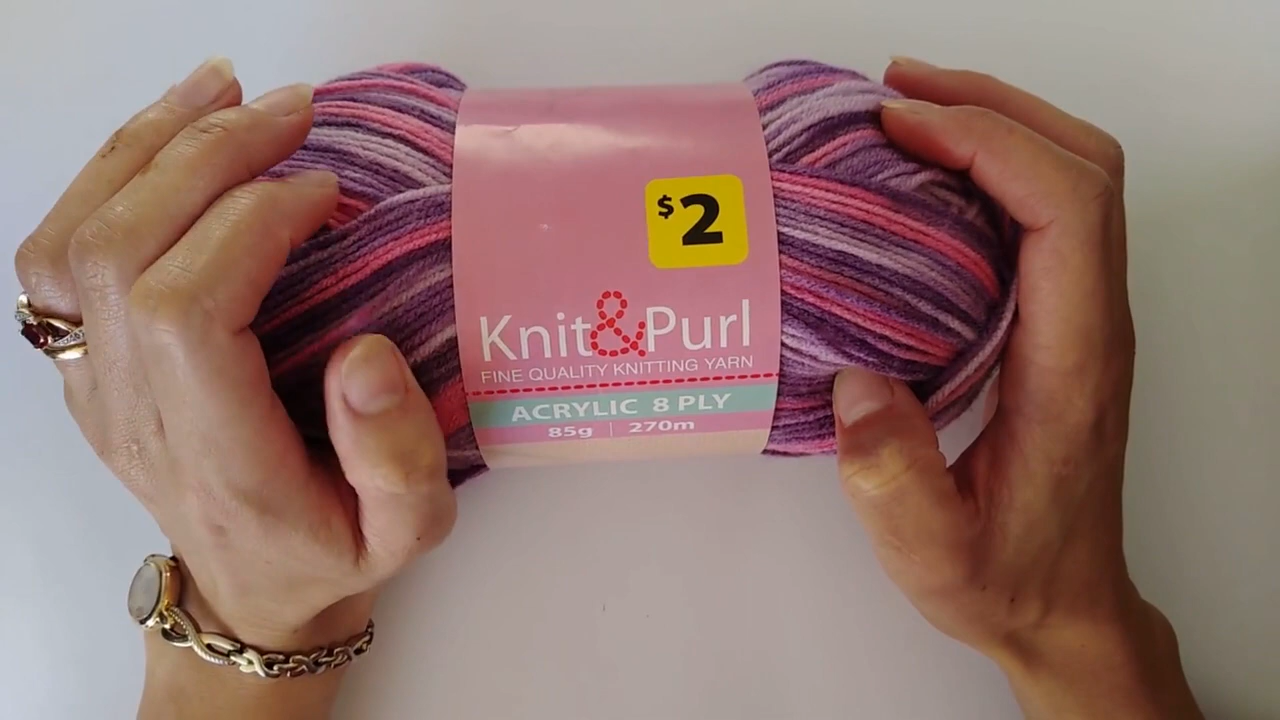 $2
Knit&Purl
FINE QUALITY KNITTING YARN
ACRYLIC 8 PLY
85g | 270m